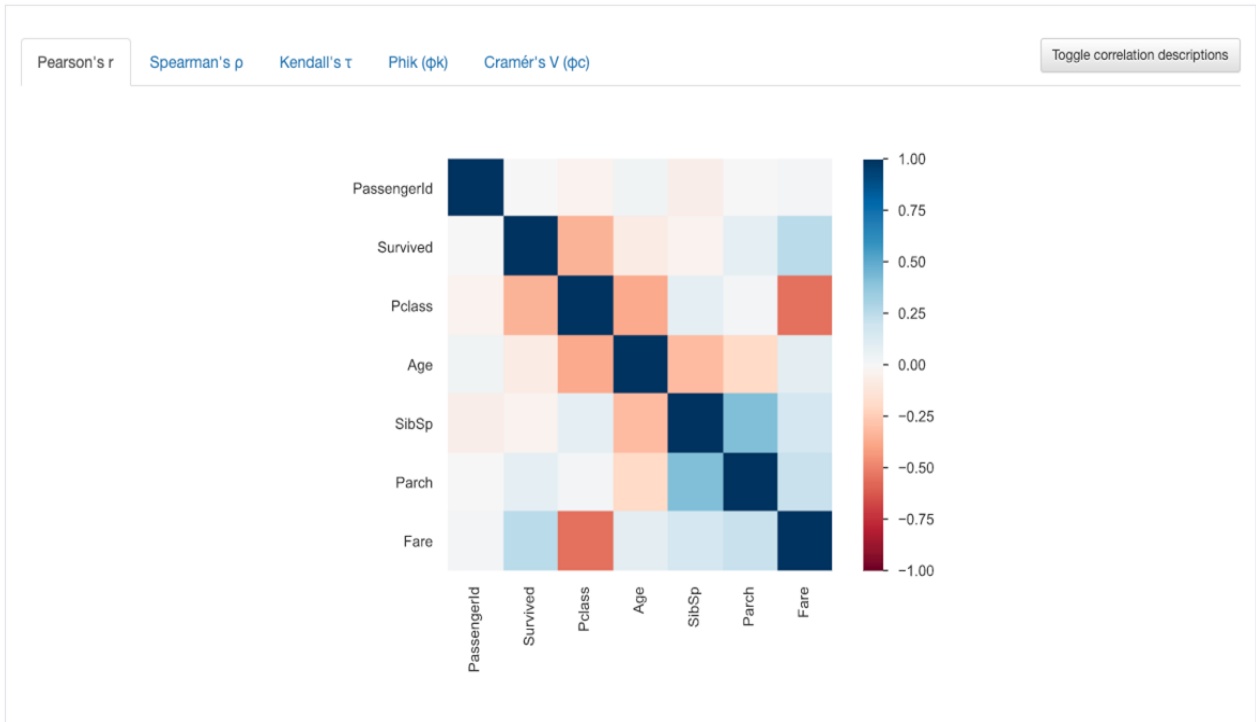 Pearson's r Spearman's ρ Kendall's τ Phik (φk) Cramér's V (φc) Toggle correlation descriptions
PassengerId
Survived
Pclass
Age
SibSp
Parch
Fare
1.00
0.75
0.50
0.25
0.00
−0.25
−0.50
−0.75
−1.00
PassengerId
Survived
Pclass
Age
SibSp
Parch
Fare